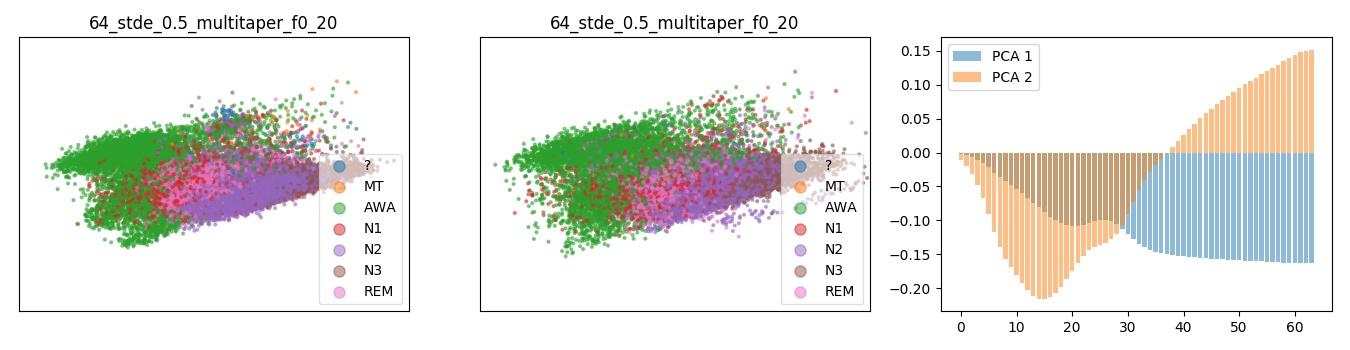 64_stde_0.5_multitaper_f0_20
?
MT
AWA
N1
N2
N3
REM
64_stde_0.5_multitaper_f0_20
?
MT
AWA
N1
N2
N3
REM
PCA 1
PCA 2
0.15
0.10
0.05
0.00
−0.05
−0.10
−0.15
−0.20
0 10 20 30 40 50 60